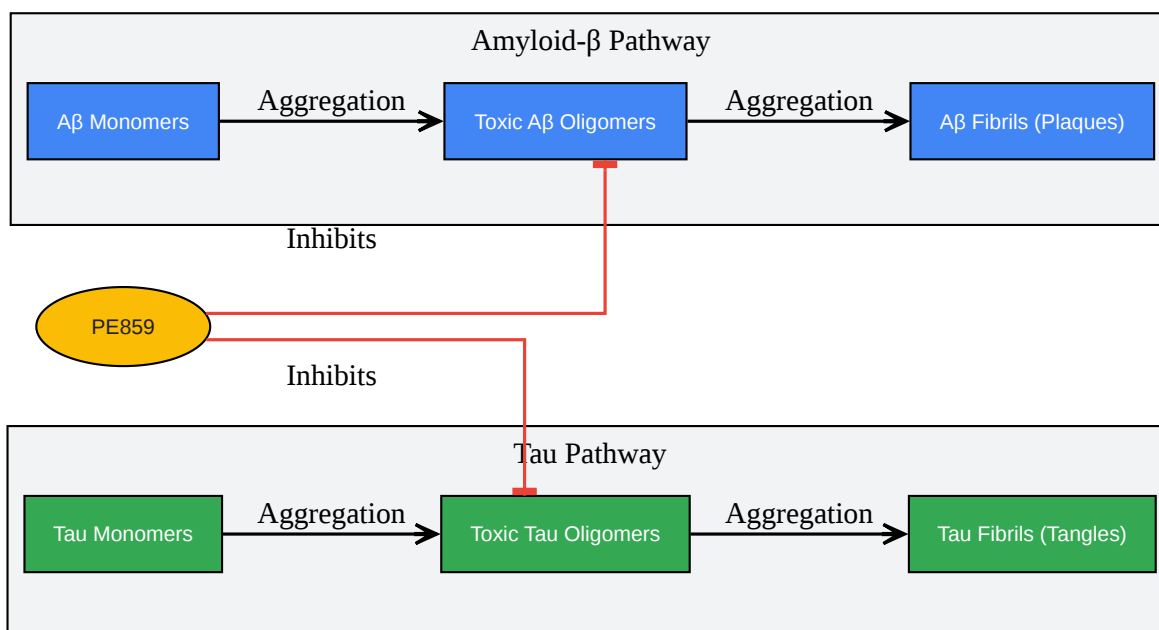 Amyloid-β Pathway
Aggregation
Aggregation
Aβ Monomers
Toxic Aβ Oligomers
Aβ Fibrils (Plaques)
Inhibits
PE859
Inhibits
Tau Pathway
Aggregation
Aggregation
Tau Monomers
Toxic Tau Oligomers
Tau Fibrils (Tangles)